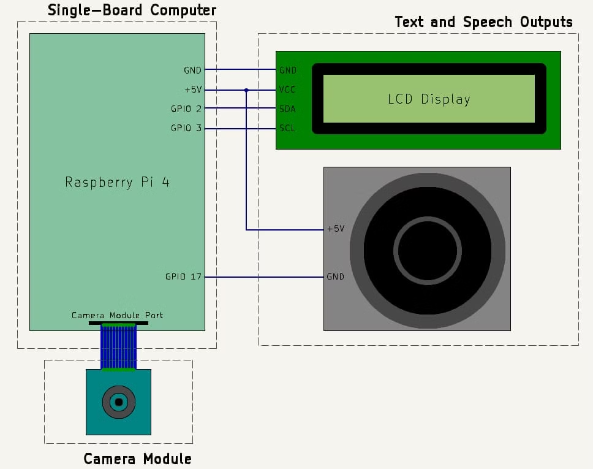 Single-Board Computer
Text and Speech Outputs
GND
+5V
GPIO 2
GPIO 3
GND
VCC
SDA
SCL
LCD Display
Raspberry Pi 4
+5V
GPIO 17
GND
Camera Module Port
Camera Module